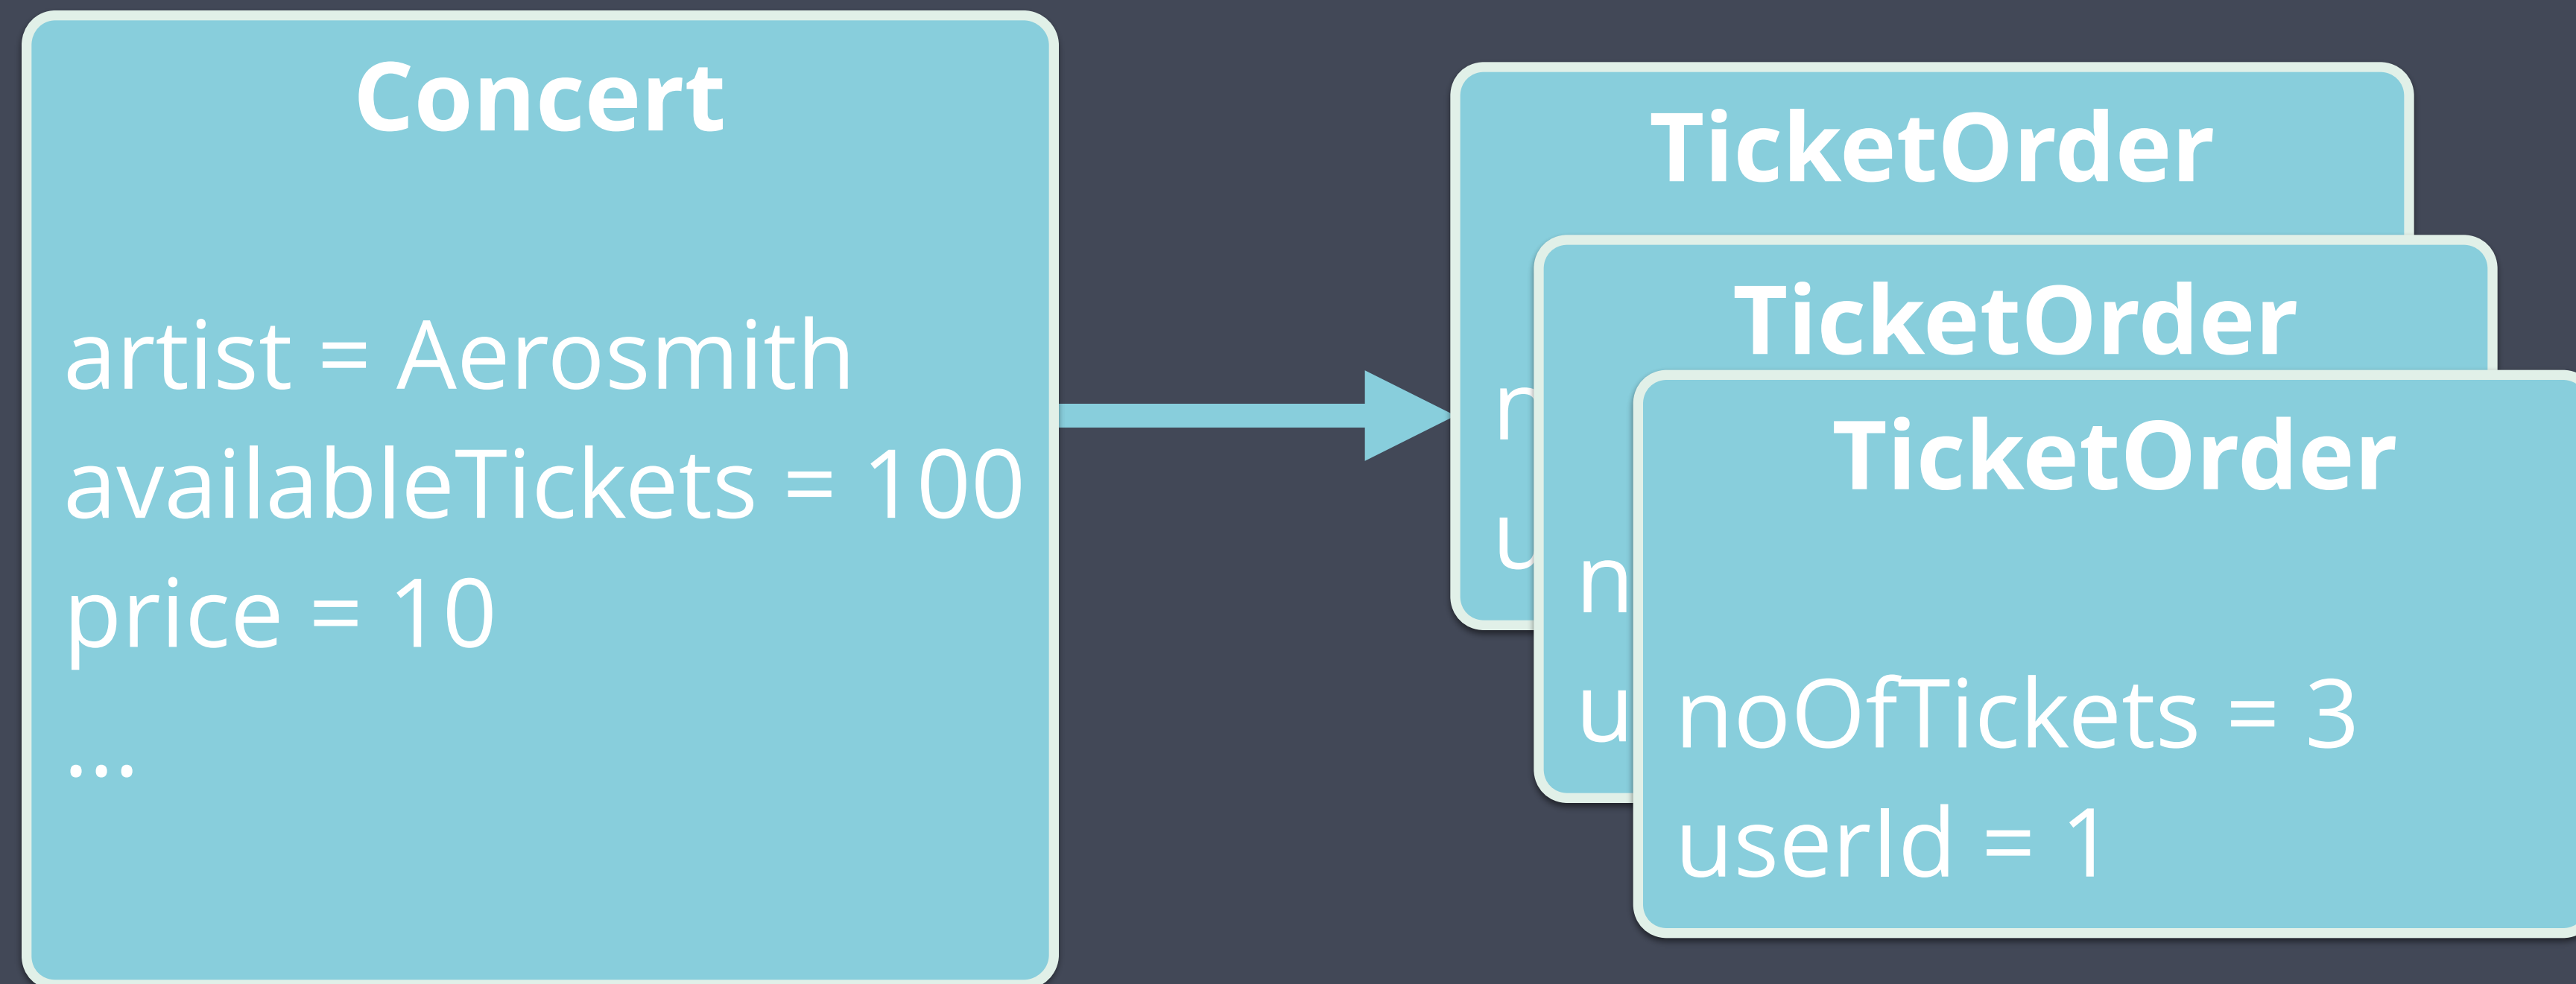 Concert
artist = Aerosmith
availableTickets = 100
price = 10
...
TicketOrder
n
u
TicketOrder
n
u
TicketOrder
noOfTickets = 3
userId = 1